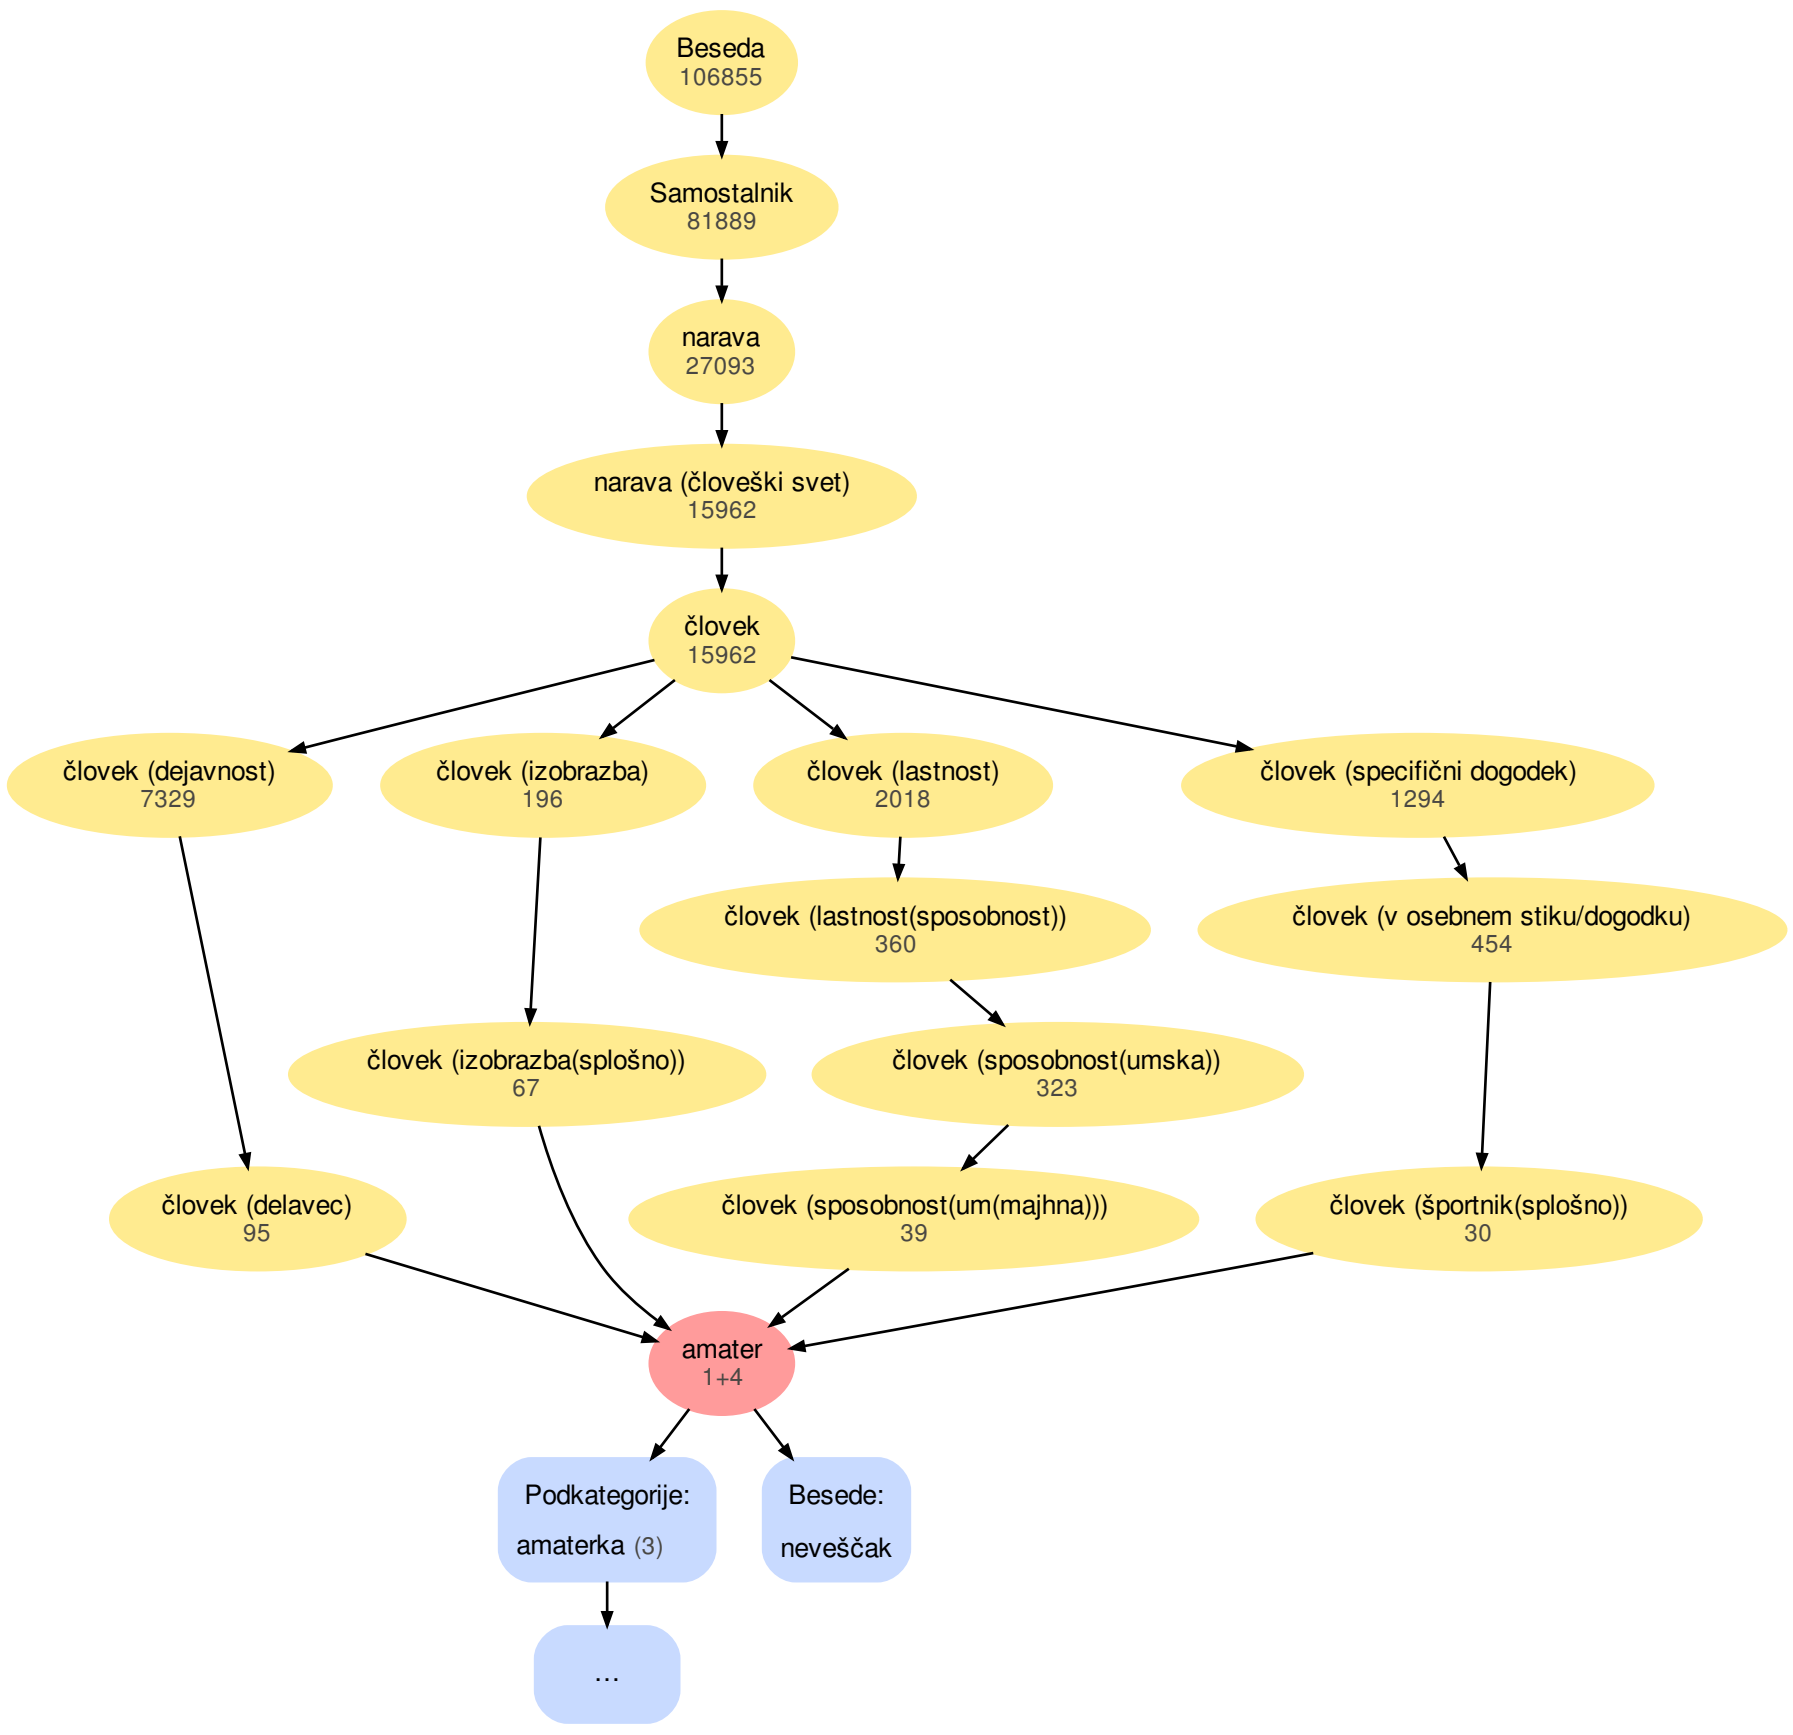 Beseda
106855
Samostalnik
81889
narava
27093
narava (človeški svet)
15962
človek
15962
človek (dejavnost)
7329
človek (izobrazba)
196
človek (lastnost)
2018
človek (specifični dogodek)
1294
človek (lastnost(sposobnost))
360
človek (v osebnem stiku/dogodku)
454
človek (izobrazba(splošno))
67
človek (sposobnost(umska))
323
človek (delavec)
95
človek (sposobnost(um(majhna)))
39
človek (športnik(splošno))
30
amater
1+4
Podkategorije:
amaterka (3)
Besede:
neveščak
...